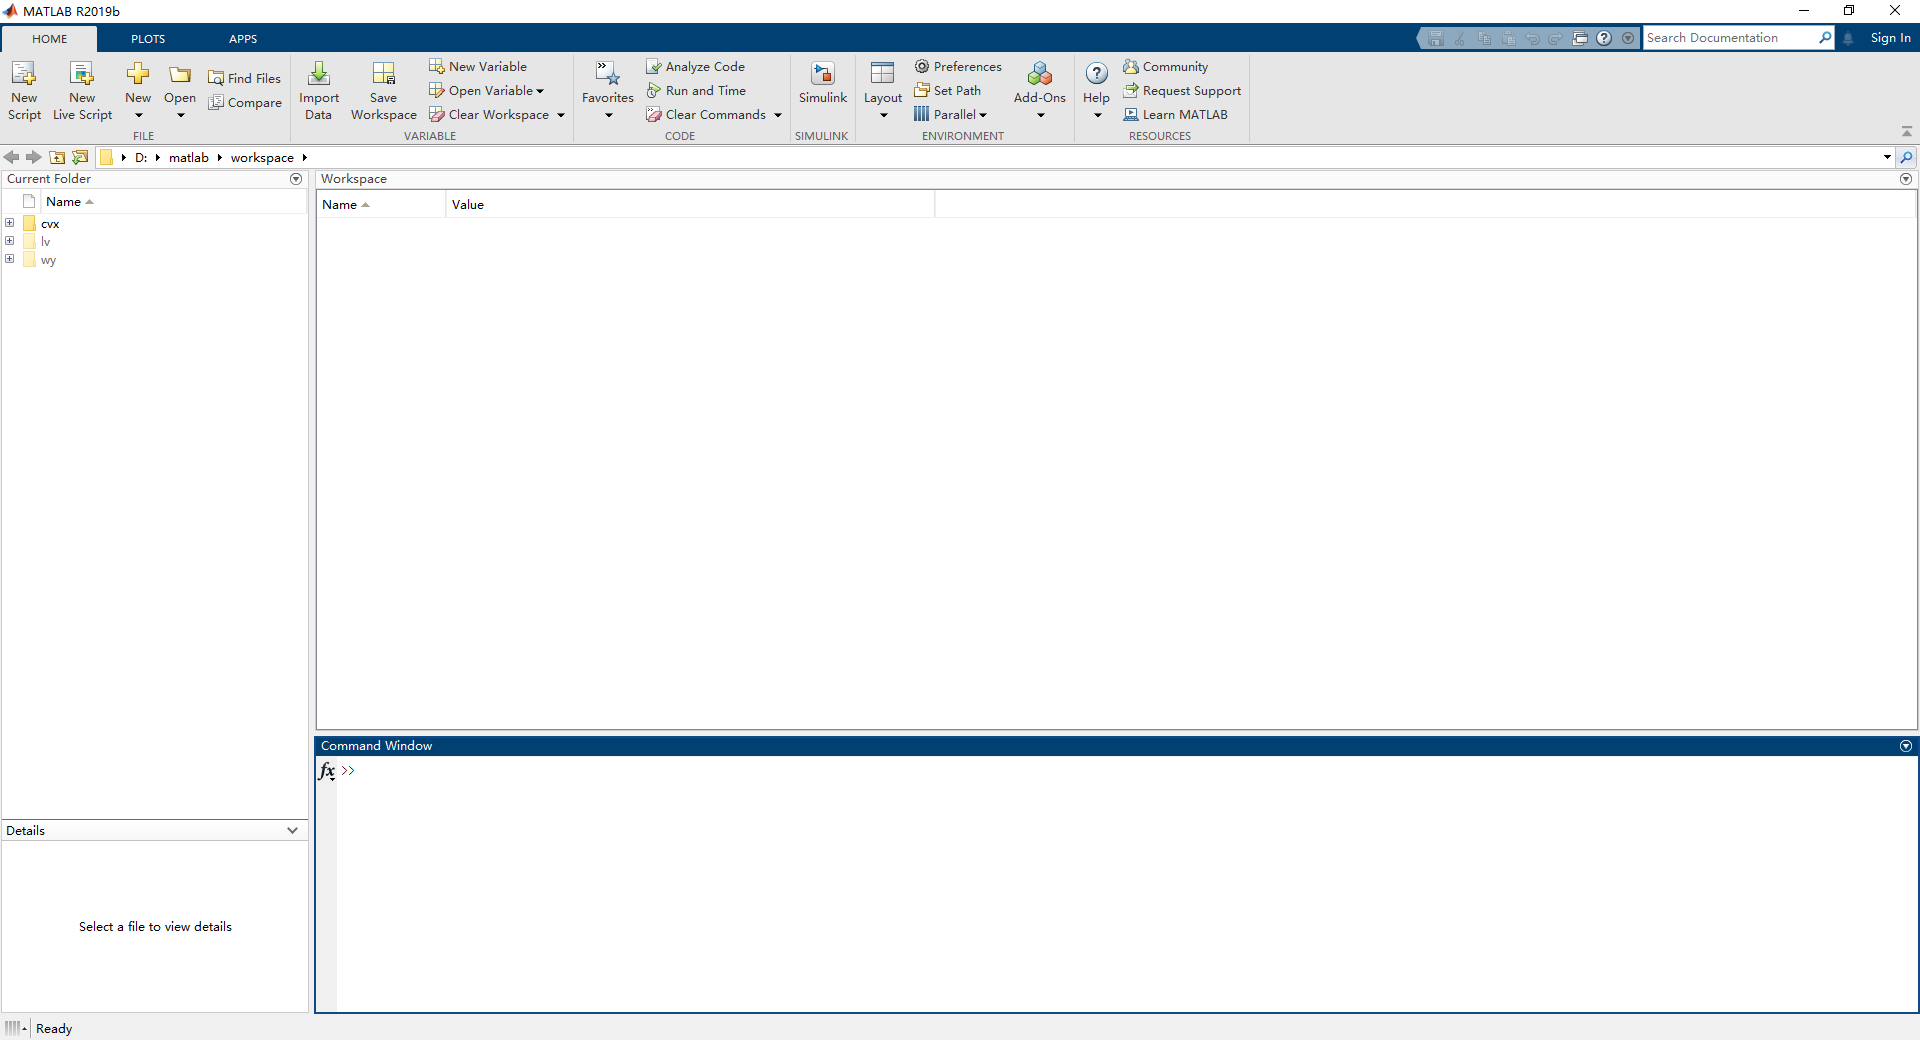 MATLAB R2019b
HOME PLOTS APPS
Search Documentation Sign In
New Script
New Live Script
New
Open
Find Files
Compare
FILE
Import Data
Save Workspace
New Variable
Open Variable
Clear Workspace
VARIABLE
Favorites
Analyze Code
Run and Time
Clear Commands
CODE
Simulink
SIMULINK
Layout
Preferences
Set Path
Parallel
Add-Ons
ENVIRONMENT
Help
Community
Request Support
Learn MATLAB
RESOURCES
D: matlab workspace
Current Folder
Name
cvx
lv
wy
Details
Select a file to view details
Workspace
Name Value
Command Window
fx >>
Ready